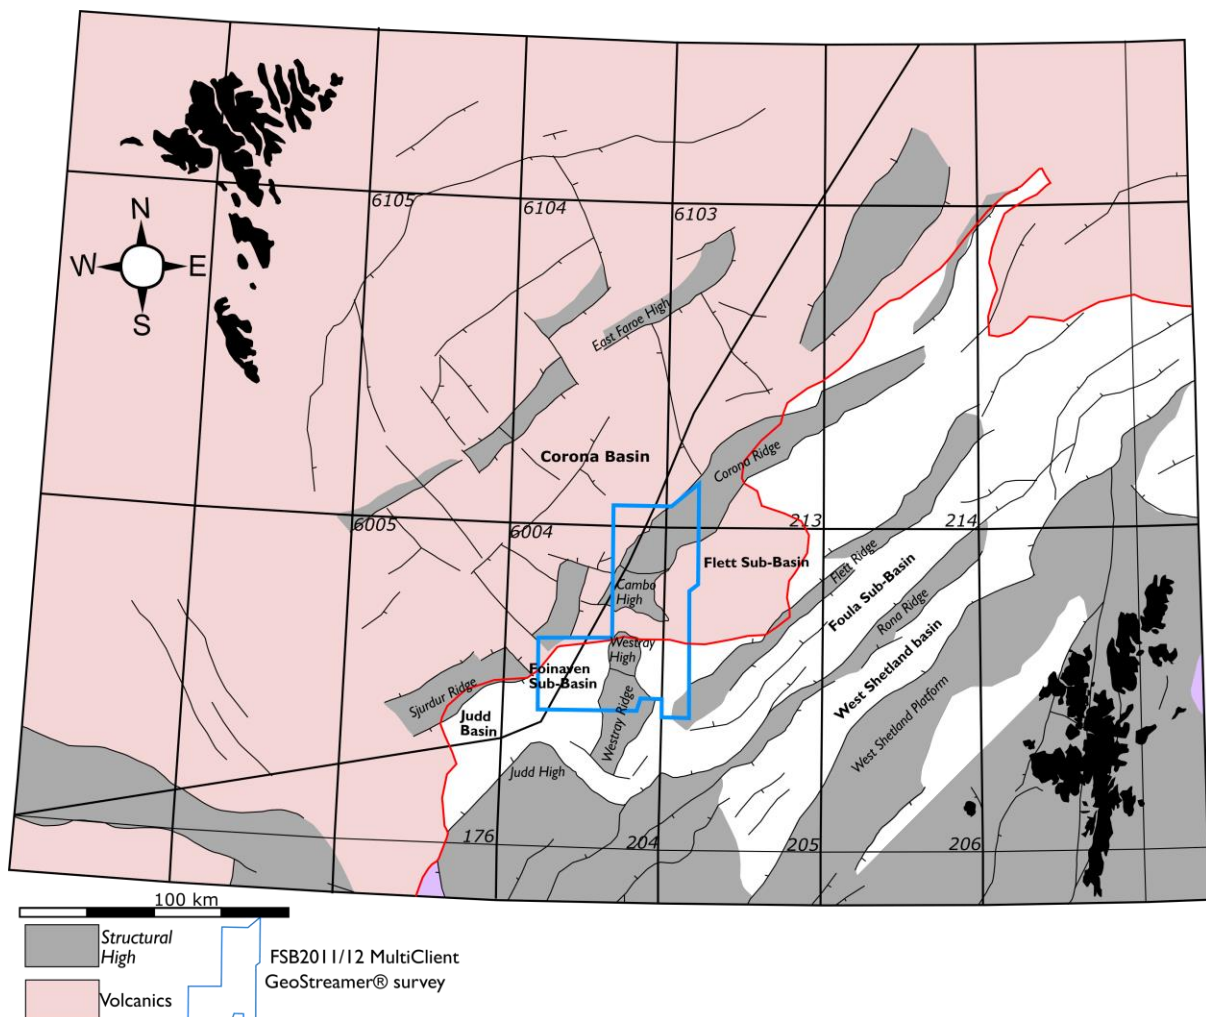 6105
6104
6103
N
W
E
S
East Faroe High
Corona Basin
Corona Ridge
6005
6004
213
214
Flett Sub-Basin
Flett Ridge
Cambo
High
Foula Sub-Basin
Rona Ridge
Westray
High
Foinaven
Sub-Basin
West Shetland basin
Sjurdur Ridge
Judd
Basin
Westray Ridge
West Shetland Platform
Judd High
176
204
205
206
100 km
Structural
High
FSB2011/12 MultiClient
GeoStreamer® survey
Volcanics